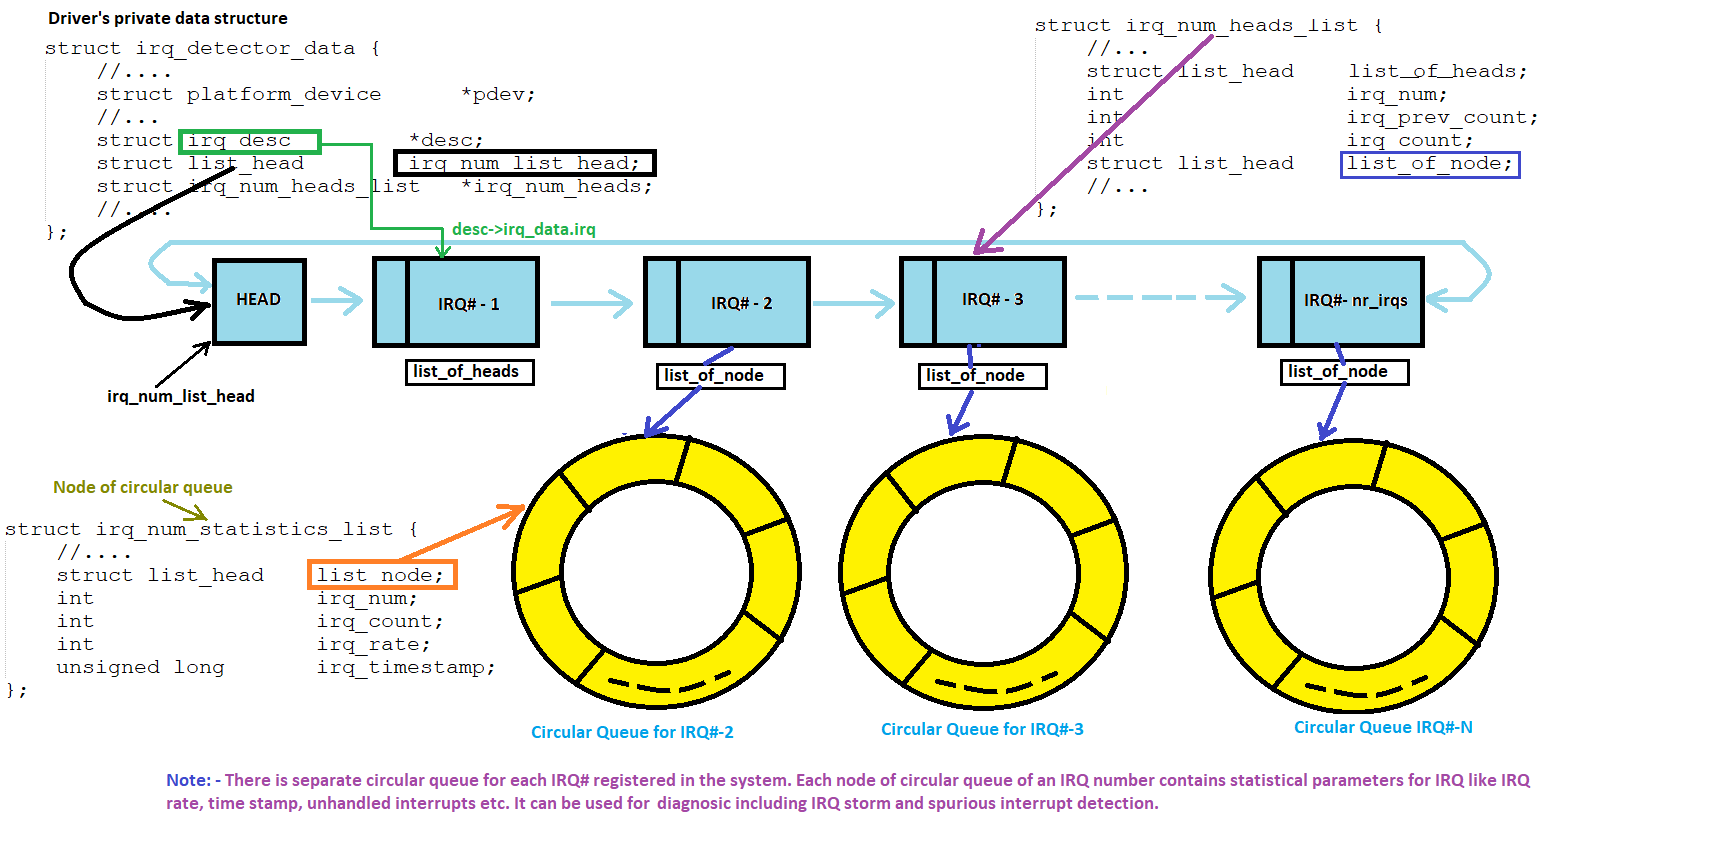 Driver's private data structure
struct irq_detector_data {
//....
struct platform_device *pdev;
//...
struct irq_desc *desc;
struct list_head irq_num_list_head;
struct irq_num_heads_list *irq_num_heads;
//....
};
struct irq_num_heads_list {
//...
struct list_head list_of_heads;
int irq_num;
int irq_prev_count;
int irq_count;
struct list_head list_of_node;
//...
};
desc->irq_data.irq
HEAD
IRQ# - 1
IRQ# - 2
IRQ# - 3
IRQ#- nr_irqs
list_of_heads
list_of_node
list_of_node
list_of_node
irq_num_list_head
Node of circular queue
struct irq_num_statistics_list {
//....
struct list_head list_node;
int irq_num;
int irq_count;
int irq_rate;
unsigned long irq_timestamp;
};
Circular Queue for IRQ#-2
Circular Queue for IRQ#-3
Circular Queue IRQ#-N
Note: - There is separate circular queue for each IRQ# registered in the system. Each node of circular queue of an IRQ number contains statistical parameters for IRQ like IRQ
rate, time stamp, unhandled interrupts etc. It can be used for diagnosic including IRQ storm and spurious interrupt detection.